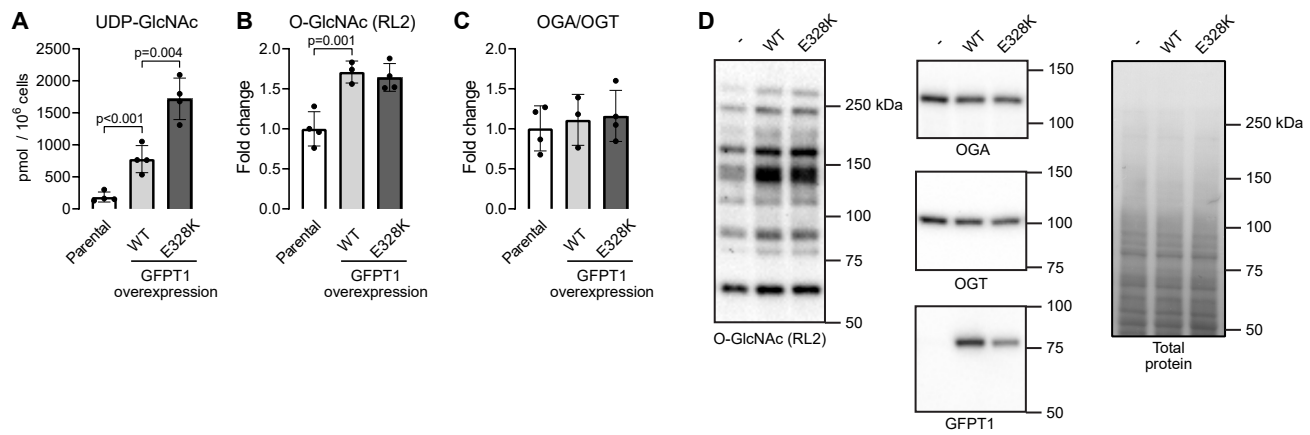 A
UDP-GlcNAc
pmol / 10⁶ cells
2500
2000
1500
1000
500
0
p<0.001
p=0.004
Parental
WT
E328K
GFPT1
overexpression
B
O-GlcNAc (RL2)
Fold change
2.0
1.5
1.0
0.5
0.0
p=0.001
Parental
WT
E328K
GFPT1
overexpression
C
OGA/OGT
Fold change
2.0
1.5
1.0
0.5
0.0
Parental
WT
E328K
GFPT1
overexpression
D
- WT E328K
250 kDa
150
100
75
50
O-GlcNAc (RL2)
- WT E328K
150
100
OGA
150
100
75
OGT
100
75
50
GFPT1
- WT E328K
250 kDa
150
100
75
50
Total
protein